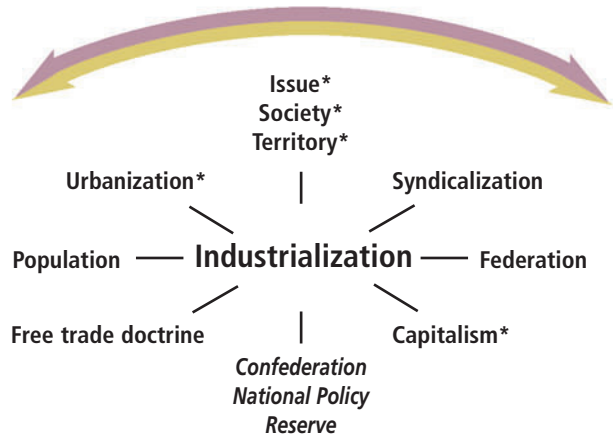 Issue*
Society*
Territory*
Urbanization*
Syndicalization
Population
Industrialization
Federation
Free trade doctrine
Capitalism*
Confederation
National Policy
Reserve